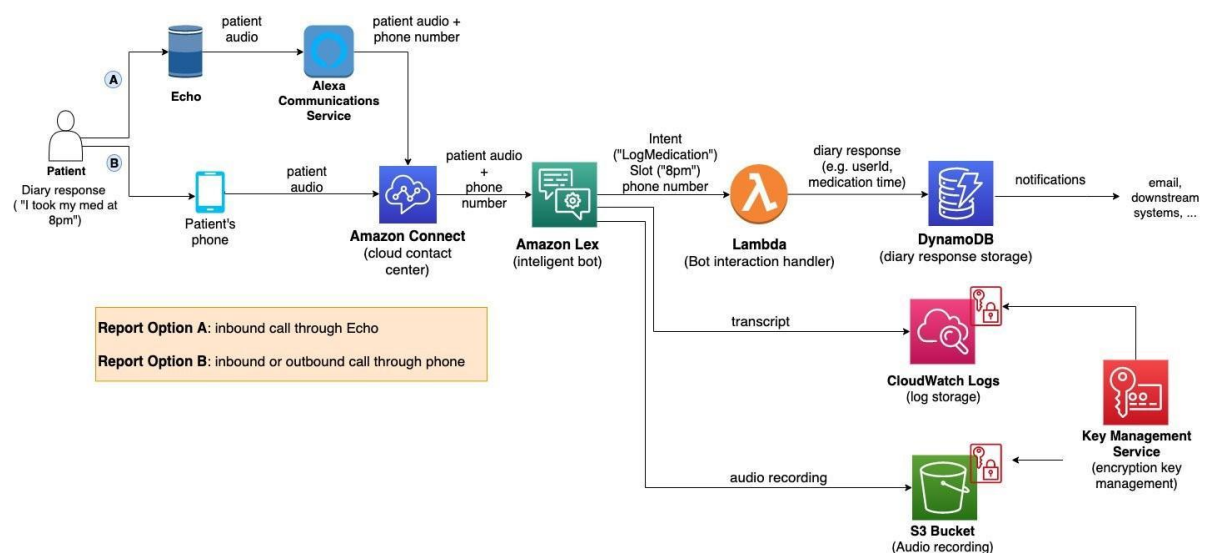 patient
audio
patient audio +
phone number
A
Echo
Alexa
Communications
Service
Patient
Diary response
( "I took my med at
8pm")
B
Patient's
phone
patient
audio
Amazon Connect
(cloud contact
center)
patient audio
+
phone
number
Amazon Lex
(inteligent bot)
Intent
("LogMedication")
Slot ("8pm")
phone number
Lambda
(Bot interaction handler)
diary response
(e.g. userId,
medication time)
DynamoDB
(diary response storage)
notifications
email,
downstream
systems, ...
Report Option A: inbound call through Echo
Report Option B: inbound or outbound call through phone
transcript
CloudWatch Logs
(log storage)
Key Management
Service
(encryption key
management)
audio recording
S3 Bucket
(Audio recording)